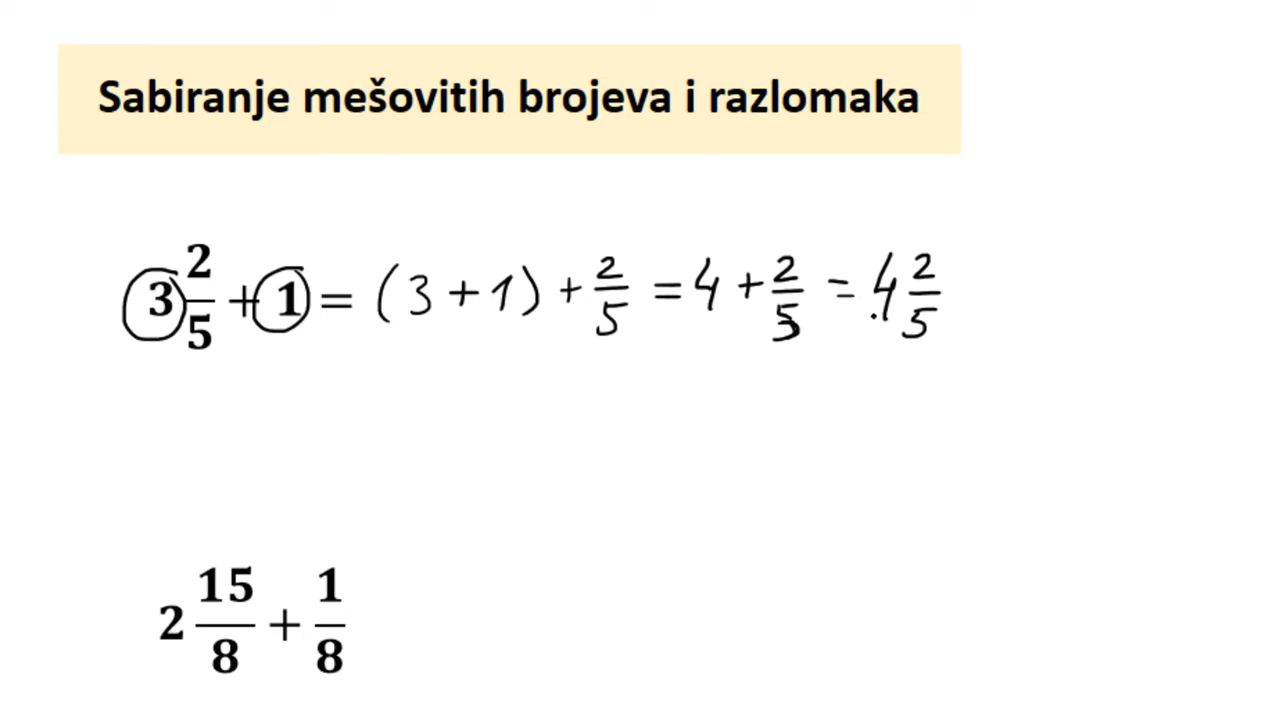 Sabiranje mešovitih brojeva i razlomaka
3 2/5 + 1 = (3 + 1) + 2/5 = 4 + 2/5 = 4 2/5
2 15/8 + 1/8